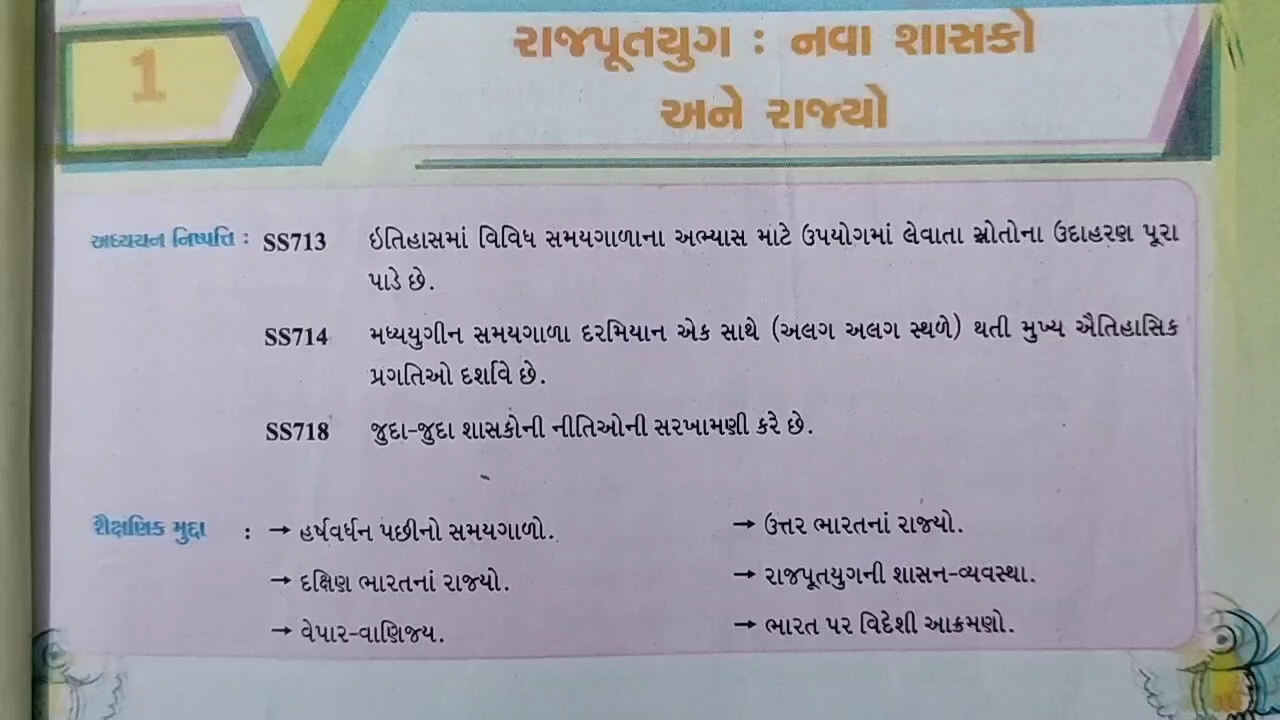 1
રાજપૂતયુગ : નવા શાસકો
અને રાજ્યો
અધ્યયન નિષ્પત્તિ : SS713 ઇતિહાસમાં વિવિધ સમયગાળાના અભ્યાસ માટે ઉપયોગમાં લેવાતા સ્રોતોના ઉદાહરણ પૂરા
પાડે છે.
SS714 મધ્યયુગીન સમયગાળા દરમિયાન એક સાથે (અલગ અલગ સ્થળે) થતી મુખ્ય ઐતિહાસિક
પ્રગતિઓ દર્શાવે છે.
SS718 જુદા-જુદા શાસકોની નીતિઓની સરખામણી કરે છે.
શૈક્ષણિક મુદ્દા : → હર્ષવર્ધન પછીનો સમયગાળો. → ઉત્તર ભારતનાં રાજ્યો.
→ દક્ષિણ ભારતનાં રાજ્યો. → રાજપૂતયુગની શાસન-વ્યવસ્થા.
→ વેપાર-વાણિજ્ય. → ભારત પર વિદેશી આક્રમણો.